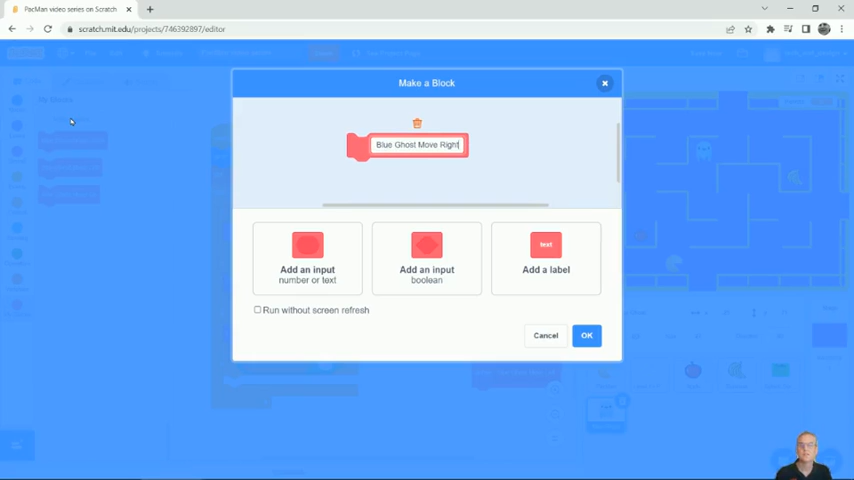 PacMan video series on Scratch
scratch.mit.edu/projects/746392897/editor
Make a Block
Blue Ghost Move Right
text
Add an input
number or text
Add an input
boolean
Add a label
Run without screen refresh
Cancel
OK